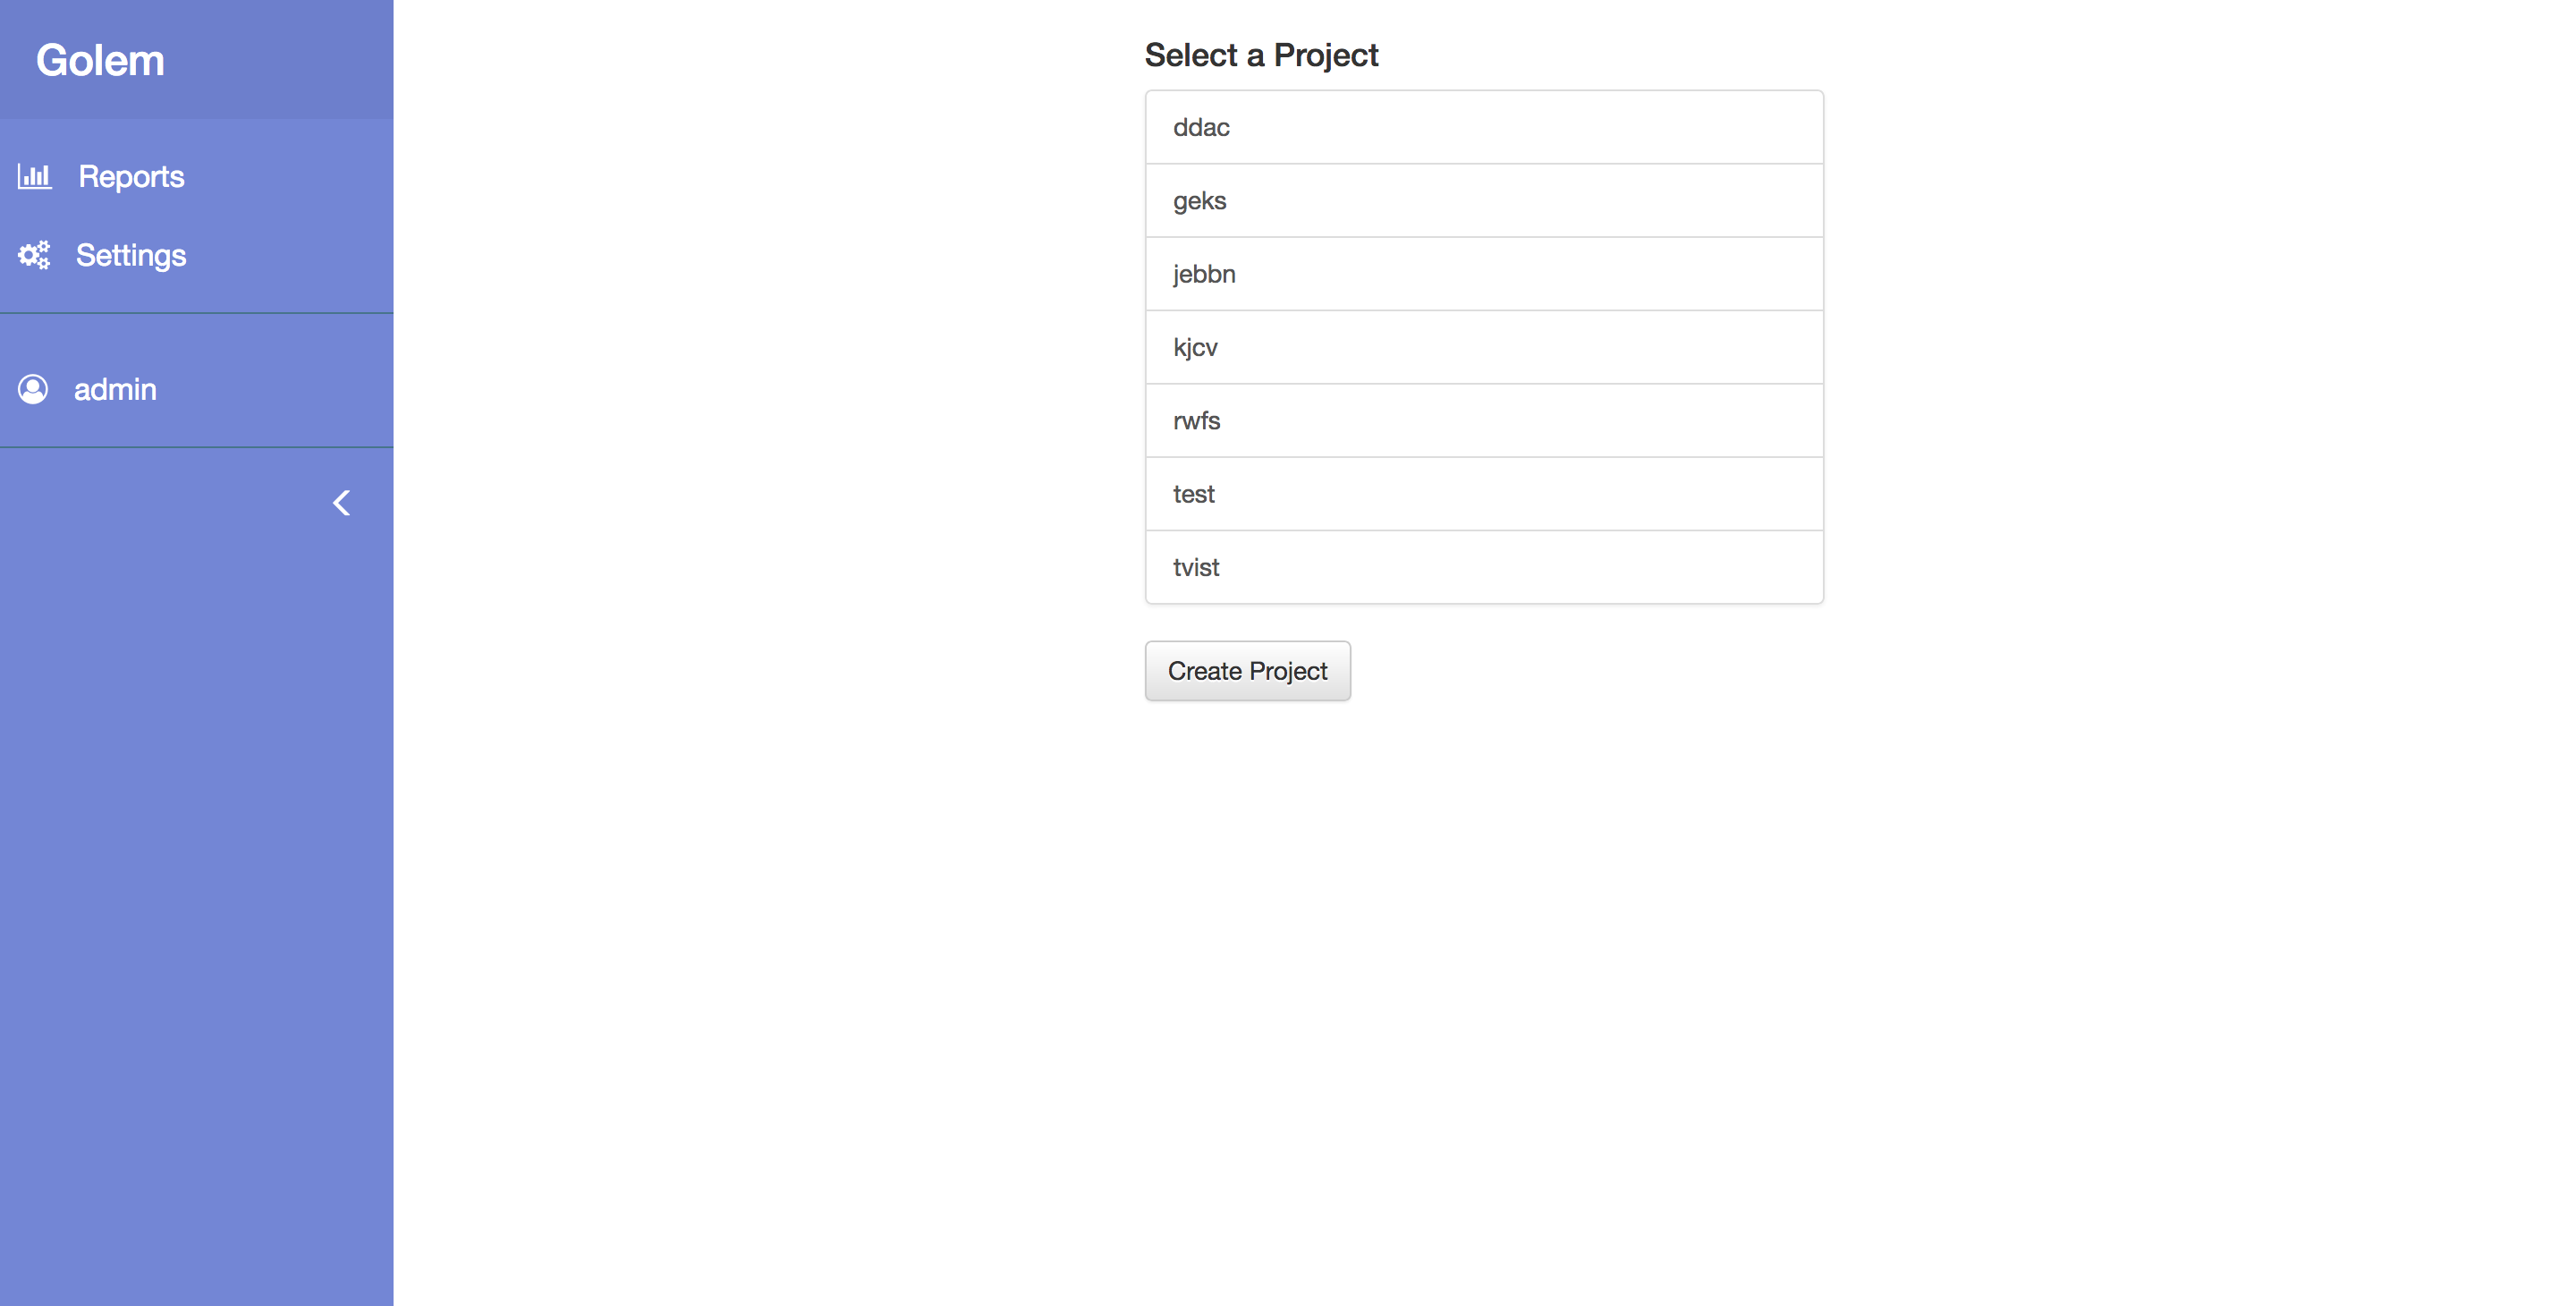 Golem
Reports
Settings
admin
Select a Project
ddac
geks
jebbn
kjcv
rwfs
test
tvist
Create Project